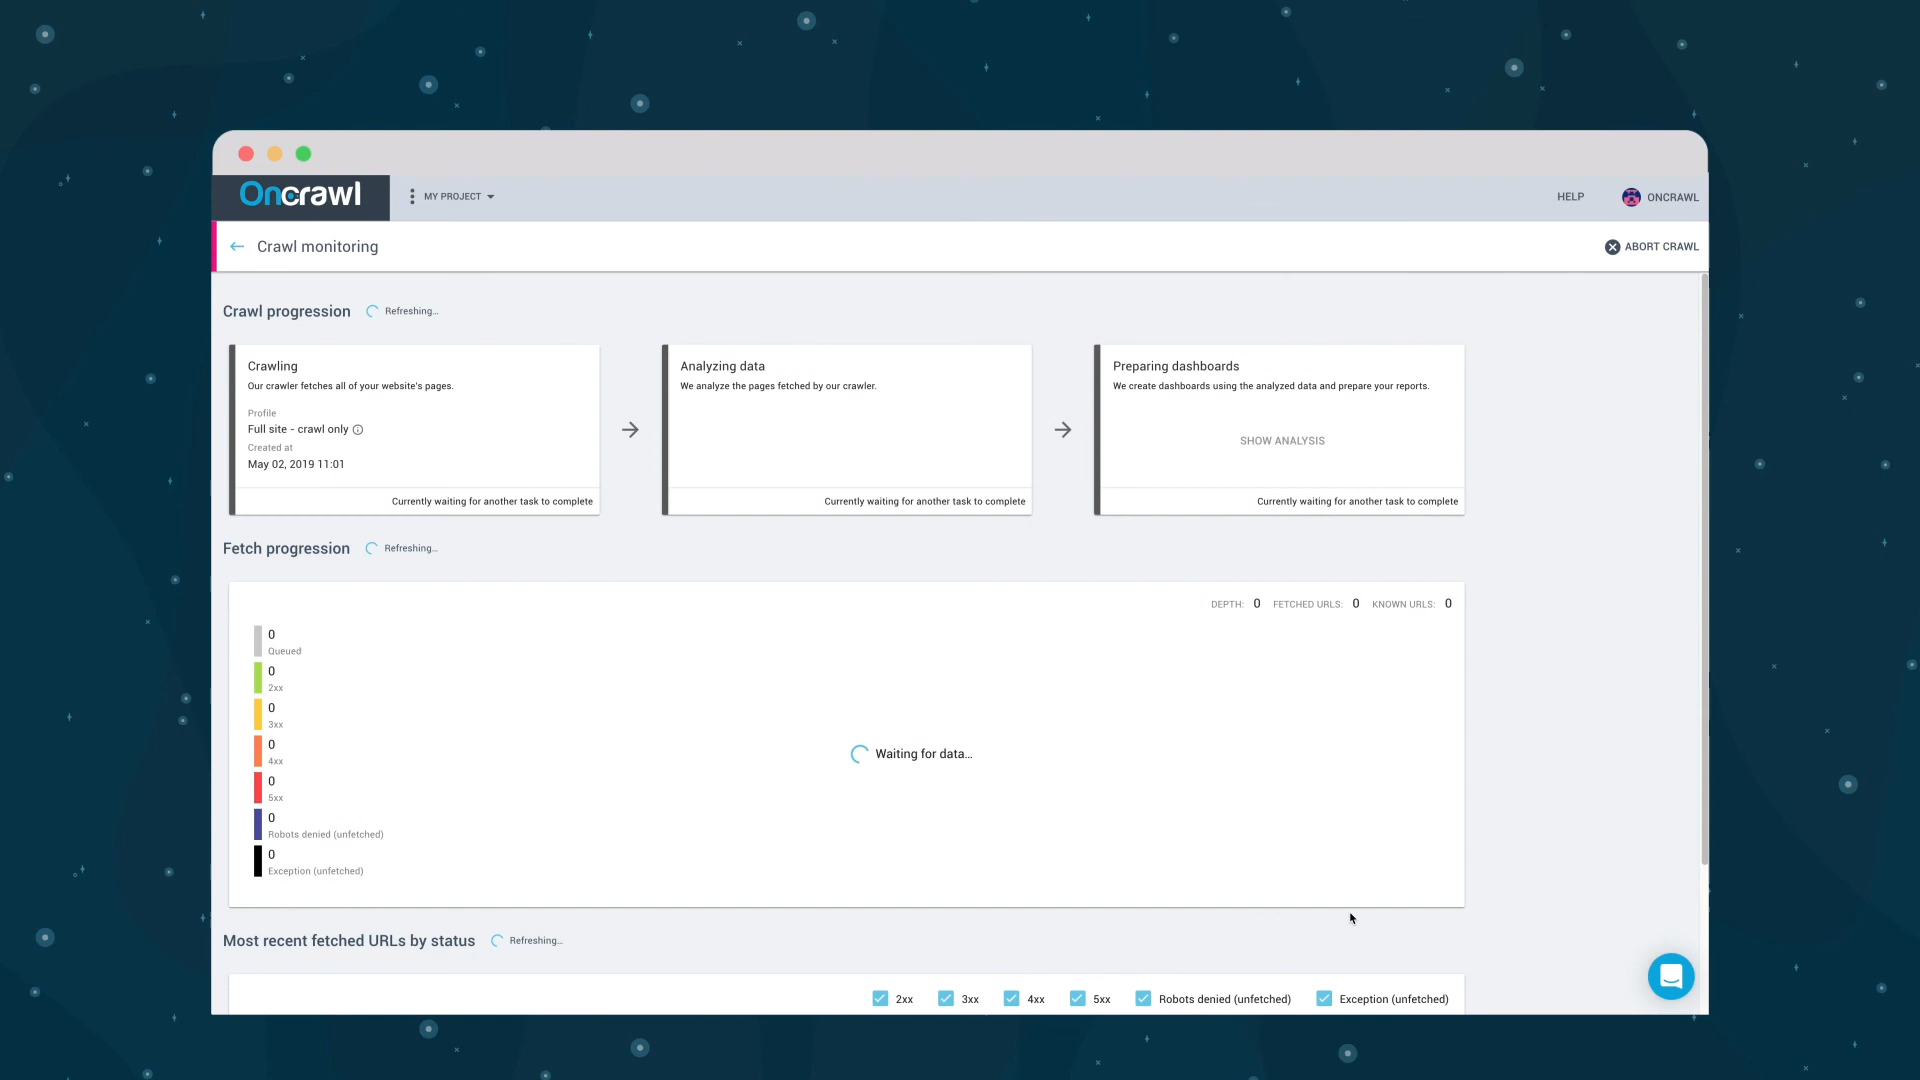 Oncrawl
MY PROJECT
HELP
ONCRAWL
Crawl monitoring
ABORT CRAWL
Crawl progression
Refreshing...
Crawling
Our crawler fetches all of your website's pages.
Profile
Full site - crawl only
Created at
May 02, 2019 11:01
Currently waiting for another task to complete
Analyzing data
We analyze the pages fetched by our crawler.
Currently waiting for another task to complete
Preparing dashboards
We create dashboards using the analyzed data and prepare your reports.
SHOW ANALYSIS
Currently waiting for another task to complete
Fetch progression
Refreshing...
DEPTH: 0 FETCHED URLS: 0 KNOWN URLS: 0
0
Queued
0
2xx
0
3xx
0
4xx
0
5xx
0
Robots denied (unfetched)
0
Exception (unfetched)
Waiting for data...
Most recent fetched URLs by status
Refreshing...
2xx 3xx 4xx 5xx Robots denied (unfetched) Exception (unfetched)